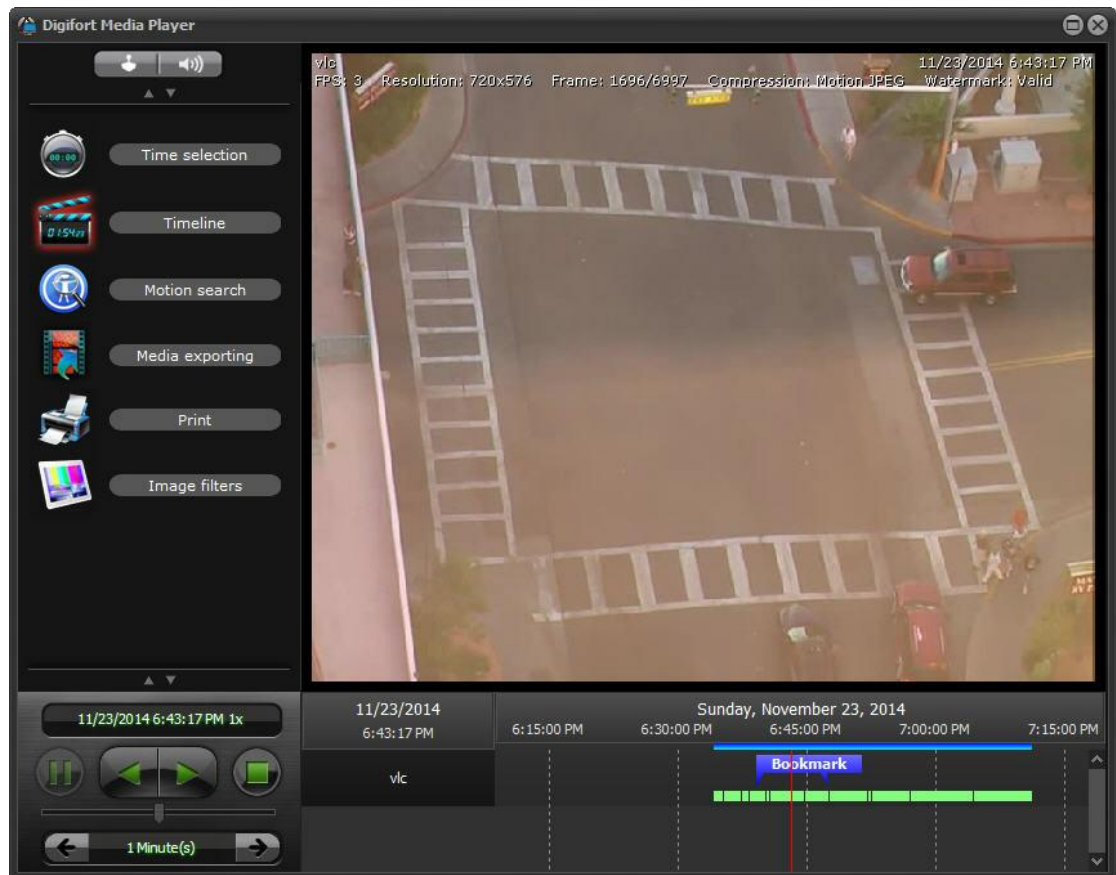 Digifort Media Player
Time selection
00:00
Timeline
Motion search
Media exporting
Print
Image filters
vlc
11/23/2014 6:43:17 PM
FPS: 3 Resolution: 720x576 Frame: 1696/6997 Compression: Motion JPEG Watermark: Valid
11/23/2014 6:43:17 PM 1x
1 Minute(s)
11/23/2014
6:43:17 PM
Sunday, November 23, 2014
6:15:00 PM 6:30:00 PM 6:45:00 PM 7:00:00 PM 7:15:00 PM
vlc
Bookmark